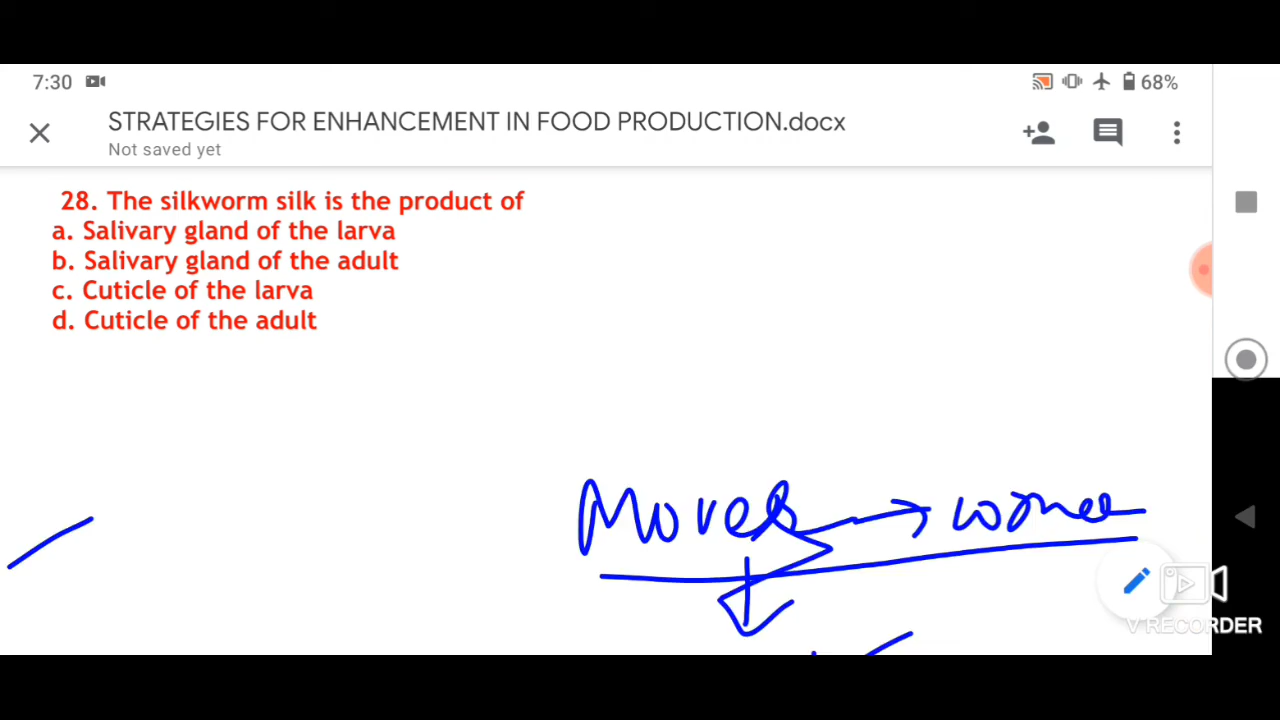 7:30
68%
STRATEGIES FOR ENHANCEMENT IN FOOD PRODUCTION.docx
Not saved yet
28. The silkworm silk is the product of
a. Salivary gland of the larva
b. Salivary gland of the adult
c. Cuticle of the larva
d. Cuticle of the adult
V RECORDER